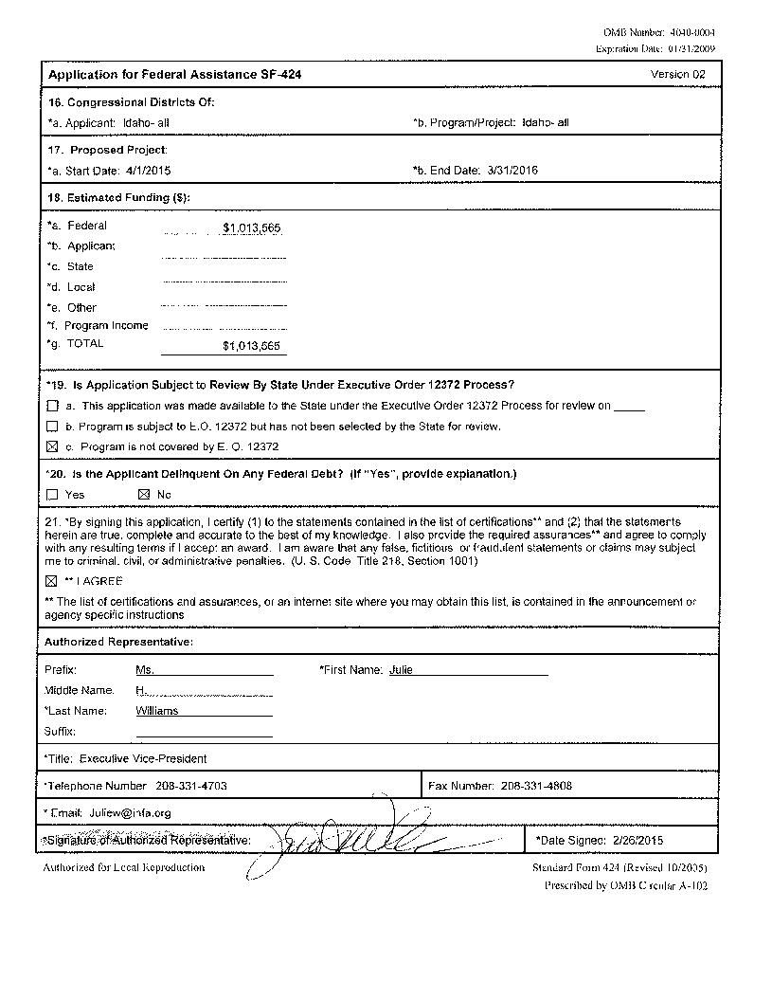 OMB Number: 4040-0004
Expiration Date: 01/31/2009
Application for Federal Assistance SF-424 Version 02
16. Congressional Districts Of:
*a. Applicant: Idaho- all *b. Program/Project: Idaho- all
17. Proposed Project:
*a. Start Date: 4/1/2015 *b. End Date: 3/31/2016
18. Estimated Funding ($):
*a. Federal $1,013,565
*b. Applicant
*c. State
*d. Local
*e. Other
*f. Program Income
*g. TOTAL $1,013,565
*19. Is Application Subject to Review By State Under Executive Order 12372 Process?
a. This application was made available to the State under the Executive Order 12372 Process for review on
b. Program is subject to E.O. 12372 but has not been selected by the State for review.
c. Program is not covered by E. O. 12372
*20. Is the Applicant Delinquent On Any Federal Debt? (If “Yes”, provide explanation.)
Yes No
21. *By signing this application, I certify (1) to the statements contained in the list of certifications** and (2) that the statements
herein are true, complete and accurate to the best of my knowledge. I also provide the required assurances** and agree to comply
with any resulting terms if I accept an award. I am aware that any false, fictitious, or fraudulent statements or claims may subject
me to criminal, civil, or administrative penalties. (U. S. Code, Title 218, Section 1001)
** I AGREE
** The list of certifications and assurances, or an internet site where you may obtain this list, is contained in the announcement or
agency specific instructions
Authorized Representative:
Prefix: Ms. *First Name: Julie
Middle Name: H.
*Last Name: Williams
Suffix:
*Title: Executive Vice-President
*Telephone Number: 208-331-4703 Fax Number: 208-331-4808
* Email: Juliew@ihfa.org
*Signature of Authorized Representative: *Date Signed: 2/26/2015
Authorized for Local Reproduction Standard Form 424 (Revised 10/2005)
Prescribed by OMB Circular A-102